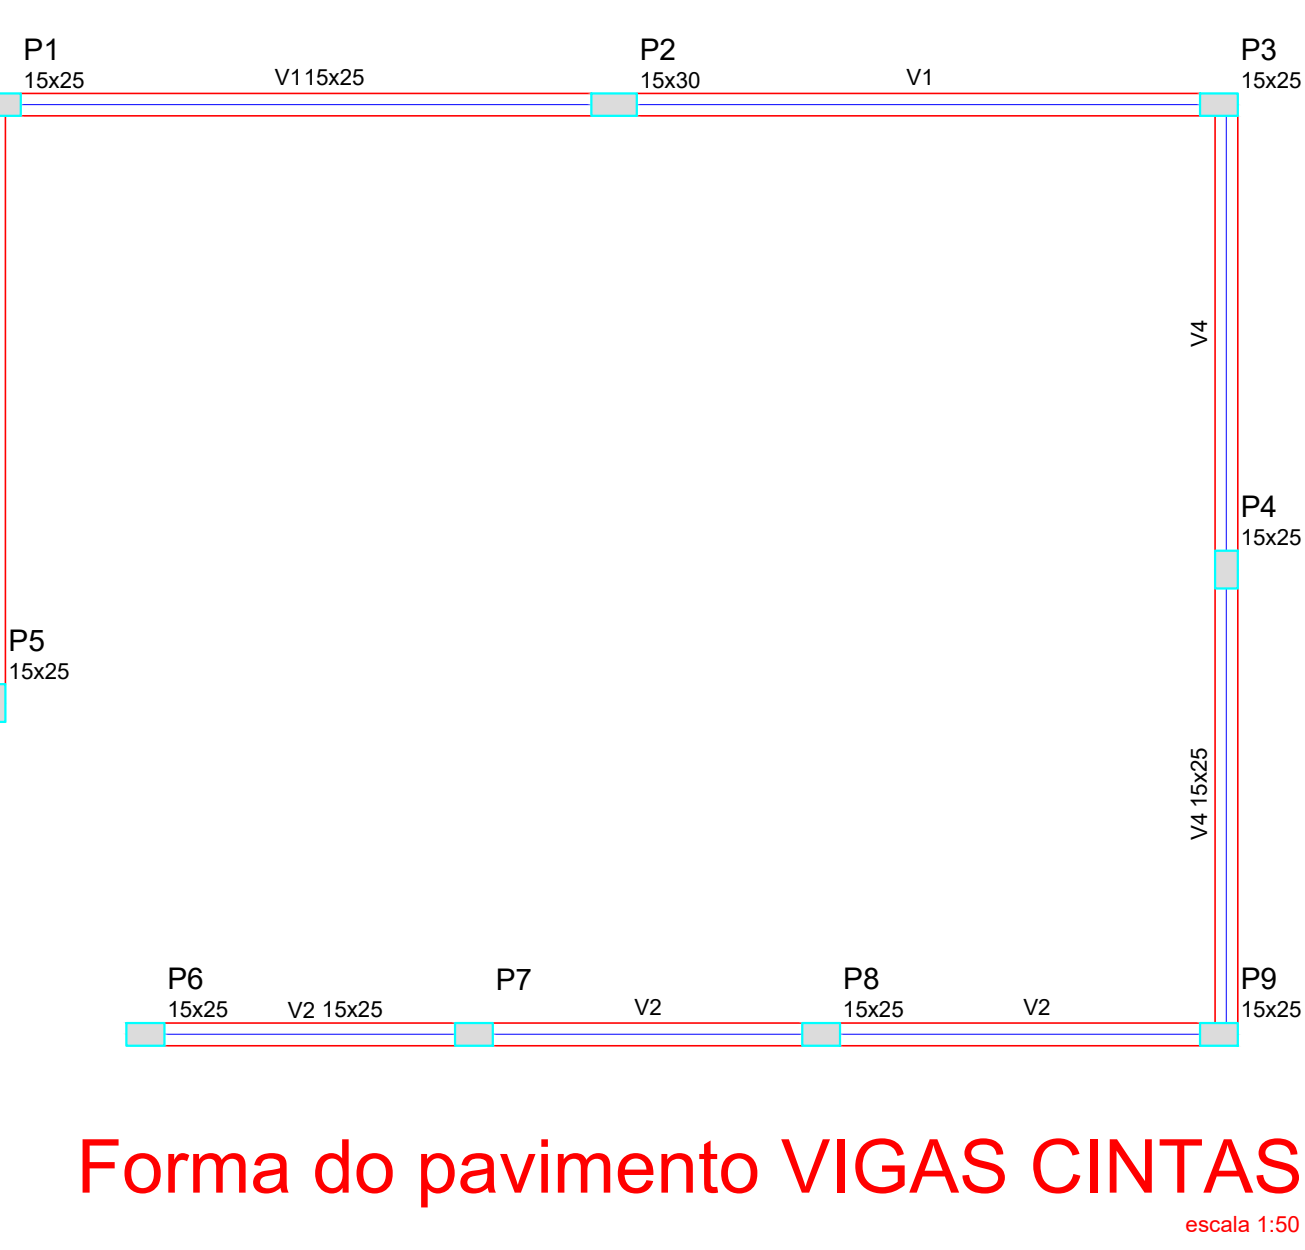 P1
15x25
V115x25
P2
15x30
V1
P3
15x25
V4
P4
15x25
P5
15x25
V4 15x25
P6
15x25
V2 15x25
P7
V2
P8
15x25
V2
P9
15x25
Forma do pavimento VIGAS CINTAS
escala 1:50